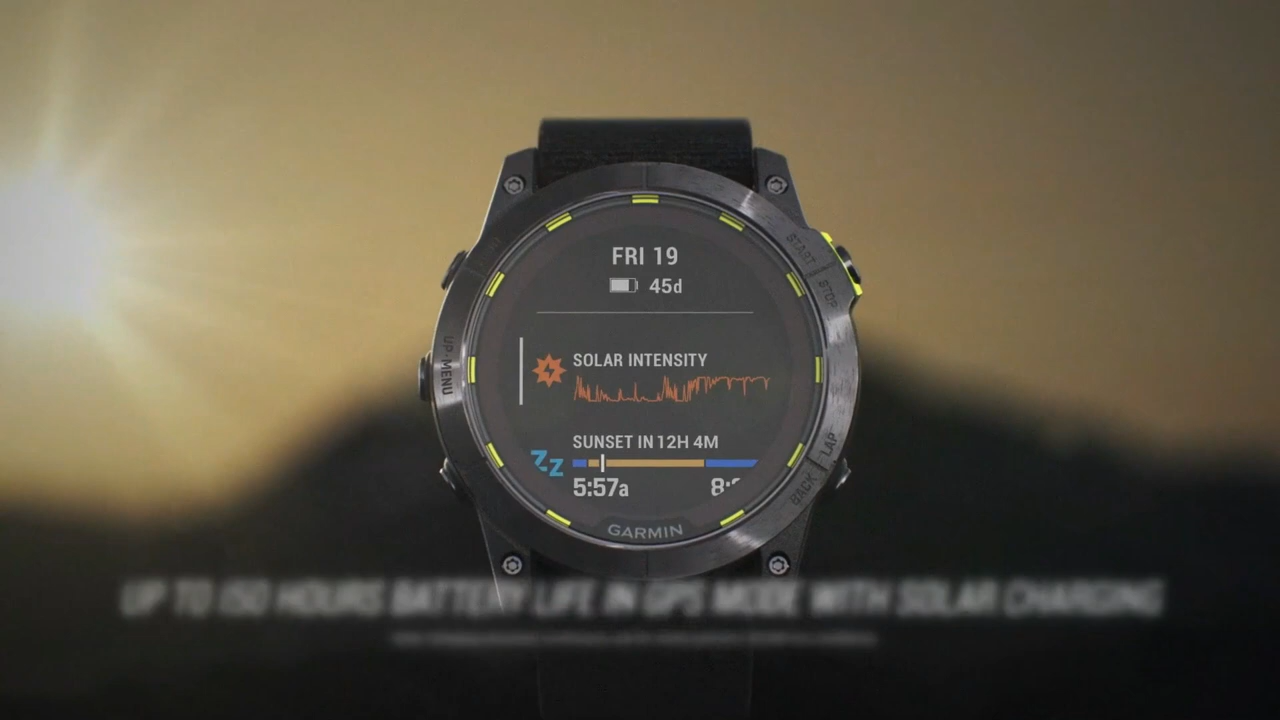 FRI 19
45d
SOLAR INTENSITY
SUNSET IN 12H 4M
5:57a
GARMIN
START
STOP
UP·MENU
LAP
BACK
UP TO 150 HOURS BATTERY LIFE IN GPS MODE WITH SOLAR CHARGING